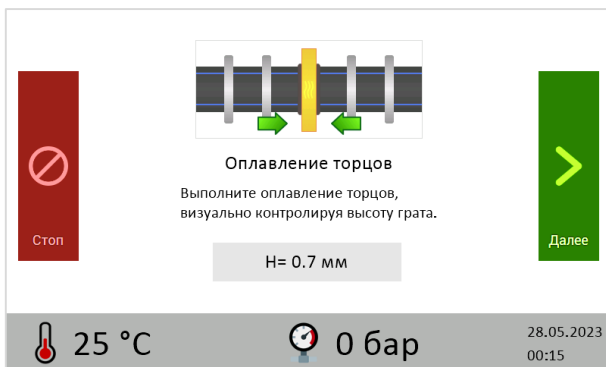 Оплавление торцов
Выполните оплавление торцов,
визуально контролируя высоту грата.
Стоп
Далее
H= 0.7 мм
25 °C
0 бар
28.05.2023
00:15